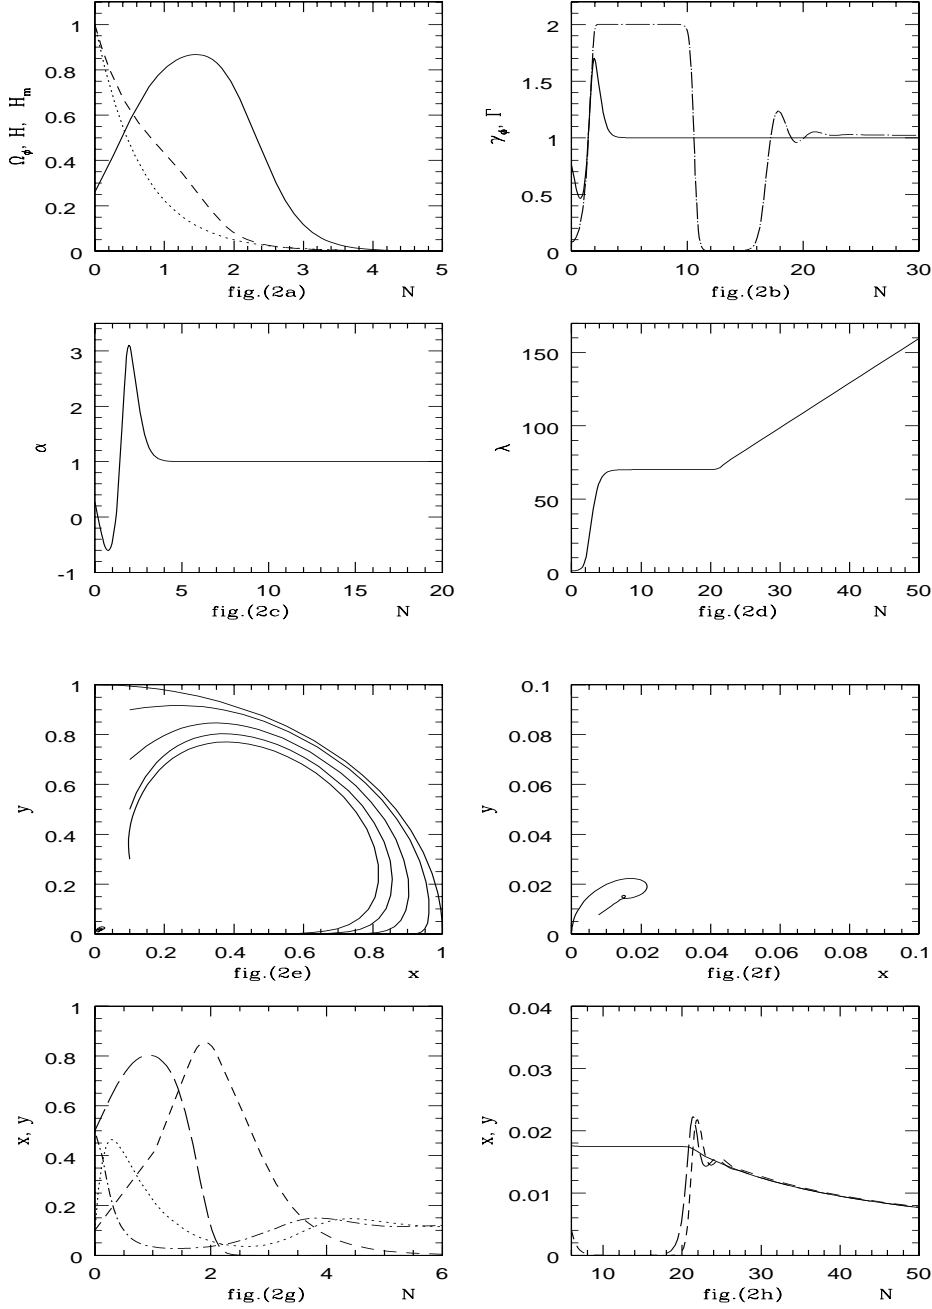 1
0.8
0.6
0.4
0.2
0
Ω_ϕ, H, H_m
0 1 2 3 4 5
fig.(2a) N
2
1.5
1
0.5
0
γ_ϕ, Γ
0 10 20 30
fig.(2b) N
3
2
1
0
-1
α
0 5 10 15 20
fig.(2c) N
150
100
50
0
λ
0 10 20 30 40 50
fig.(2d) N
1
0.8
0.6
0.4
0.2
0
y
0 0.2 0.4 0.6 0.8 1
fig.(2e) x
0.1
0.08
0.06
0.04
0.02
0
y
0 0.02 0.04 0.06 0.08 0.1
fig.(2f) x
1
0.8
0.6
0.4
0.2
0
x, y
0 2 4 6
fig.(2g) N
0.04
0.03
0.02
0.01
0
x, y
10 20 30 40 50
fig.(2h) N